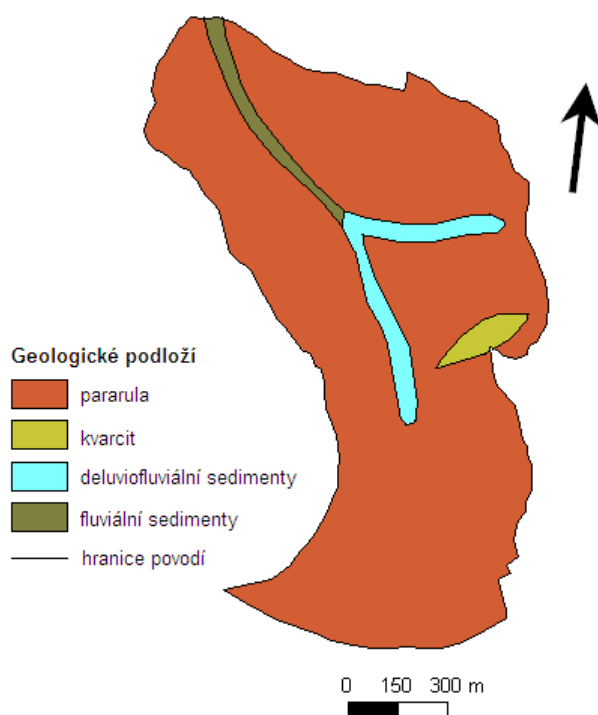 Geologické podloží
pararula
kvarcit
deluviofluviální sedimenty
fluviální sedimenty
hranice povodí
0 150 300 m